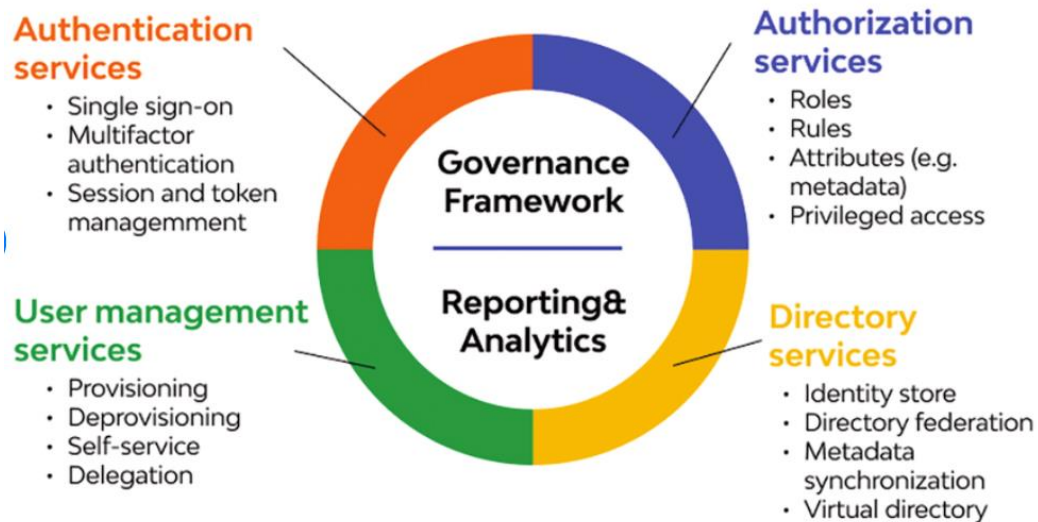 Authentication
services
• Single sign-on
• Multifactor
authentication
• Session and token
managemment
Authorization
services
• Roles
• Rules
• Attributes (e.g.
metadata)
• Privileged access
Governance
Framework
Reporting&
Analytics
User management
services
• Provisioning
• Deprovisioning
• Self-service
• Delegation
Directory
services
• Identity store
• Directory federation
• Metadata
synchronization
• Virtual directory